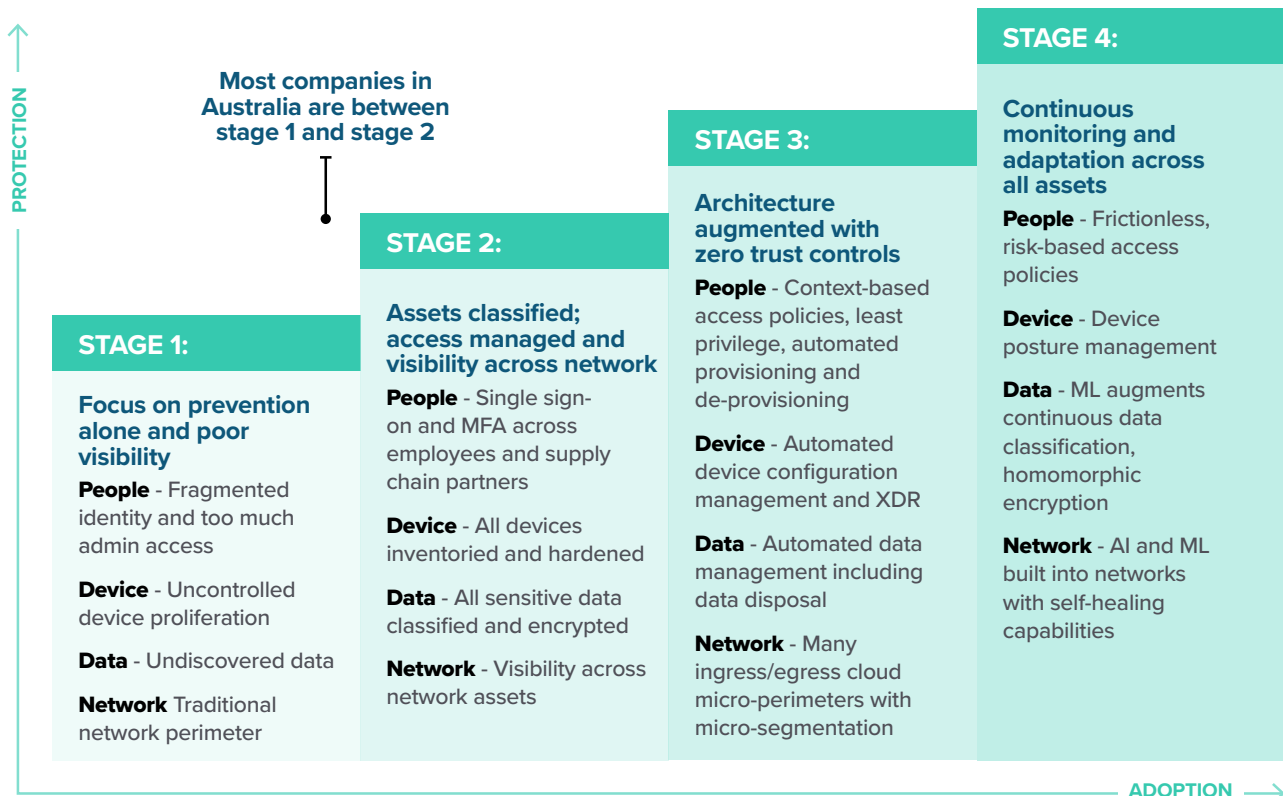 PROTECTION
Most companies in
Australia are between
stage 1 and stage 2
STAGE 1:
Focus on prevention
alone and poor
visibility
People - Fragmented
identity and too much
admin access
Device - Uncontrolled
device proliferation
Data - Undiscovered data
Network Traditional
network perimeter
STAGE 2:
Assets classified;
access managed and
visibility across network
People - Single sign-
on and MFA across
employees and supply
chain partners
Device - All devices
inventoried and hardened
Data - All sensitive data
classified and encrypted
Network - Visibility across
network assets
STAGE 3:
Architecture
augmented with
zero trust controls
People - Context-based
access policies, least
privilege, automated
provisioning and
de-provisioning
Device - Automated
device configuration
management and XDR
Data - Automated data
management including
data disposal
Network - Many
ingress/egress cloud
micro-perimeters with
micro-segmentation
STAGE 4:
Continuous
monitoring and
adaptation across
all assets
People - Frictionless,
risk-based access
policies
Device - Device
posture management
Data - ML augments
continuous data
classification,
homomorphic
encryption
Network - AI and ML
built into networks
with self-healing
capabilities
ADOPTION